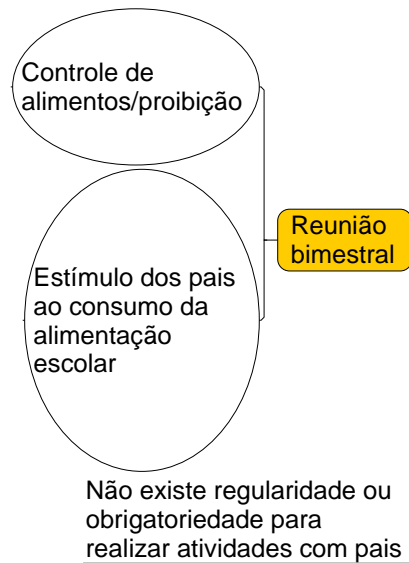 Controle de
alimentos/proibição
Reunião
bimestral
Estímulo dos pais
ao consumo da
alimentação
escolar
Não existe regularidade ou
obrigatoriedade para
realizar atividades com pais